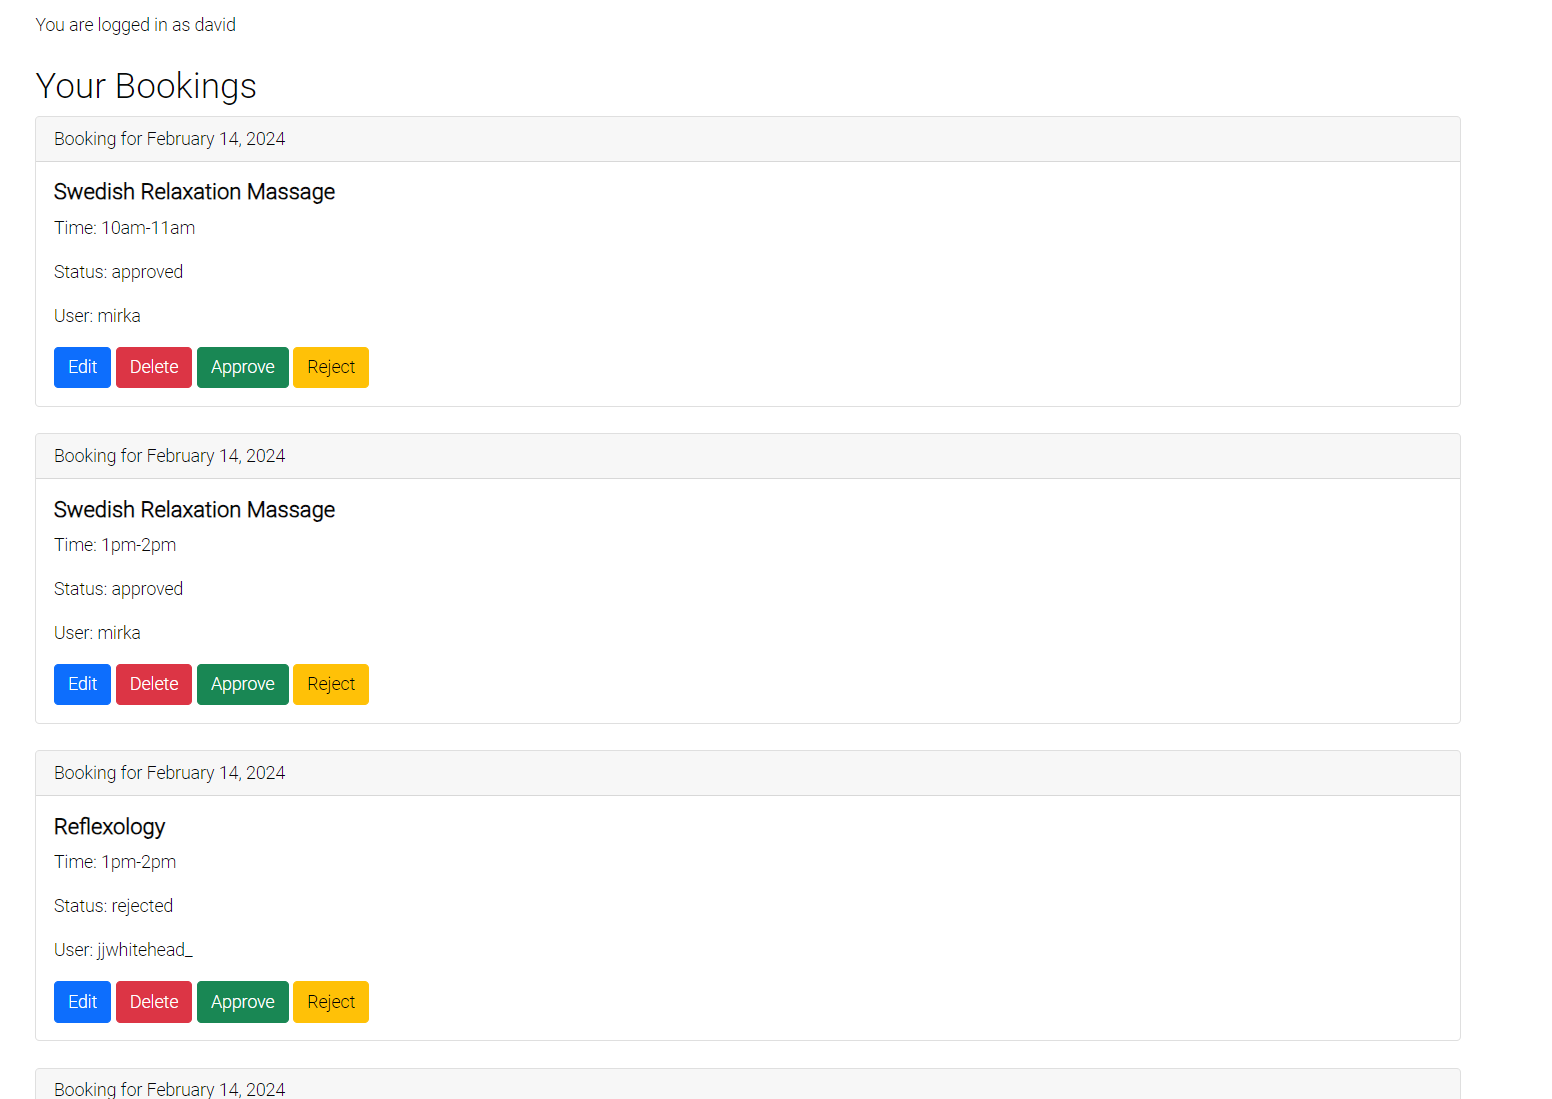 You are logged in as david
Your Bookings
Booking for February 14, 2024
Swedish Relaxation Massage
Time: 10am-11am
Status: approved
User: mirka
Edit Delete Approve Reject
Booking for February 14, 2024
Swedish Relaxation Massage
Time: 1pm-2pm
Status: approved
User: mirka
Edit Delete Approve Reject
Booking for February 14, 2024
Reflexology
Time: 1pm-2pm
Status: rejected
User: jjwhitehead_
Edit Delete Approve Reject
Booking for February 14, 2024